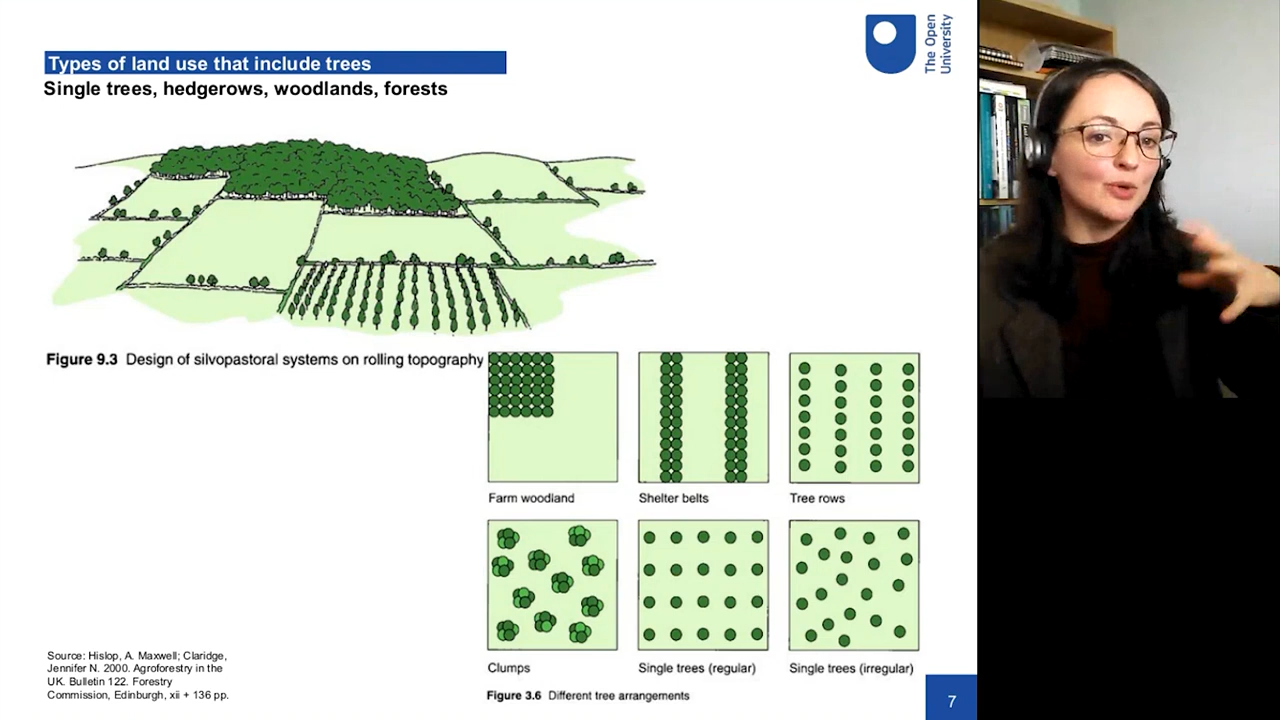 The Open
University
Types of land use that include trees
Single trees, hedgerows, woodlands, forests
Figure 9.3 Design of silvopastoral systems on rolling topography
Farm woodland
Shelter belts
Tree rows
Clumps
Single trees (regular)
Single trees (irregular)
Figure 3.6 Different tree arrangements
Source: Hislop, A. Maxwell; Claridge,
Jennifer N. 2000. Agroforestry in the
UK. Bulletin 122. Forestry
Commission, Edinburgh, xii + 136 pp.
7